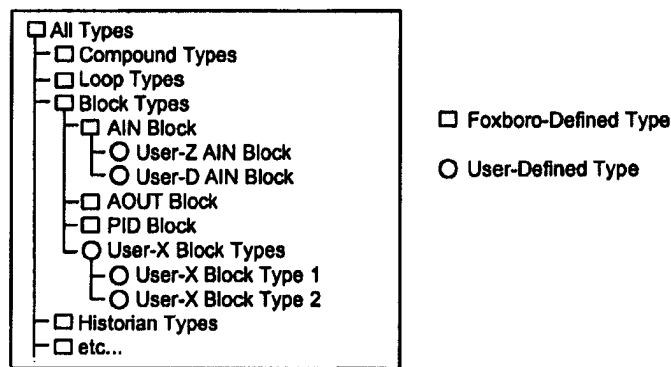 All Types
Compound Types
Loop Types
Block Types
AIN Block
User-Z AIN Block
User-D AIN Block
AOUT Block
PID Block
User-X Block Types
User-X Block Type 1
User-X Block Type 2
Historian Types
etc...
Foxboro-Defined Type
User-Defined Type